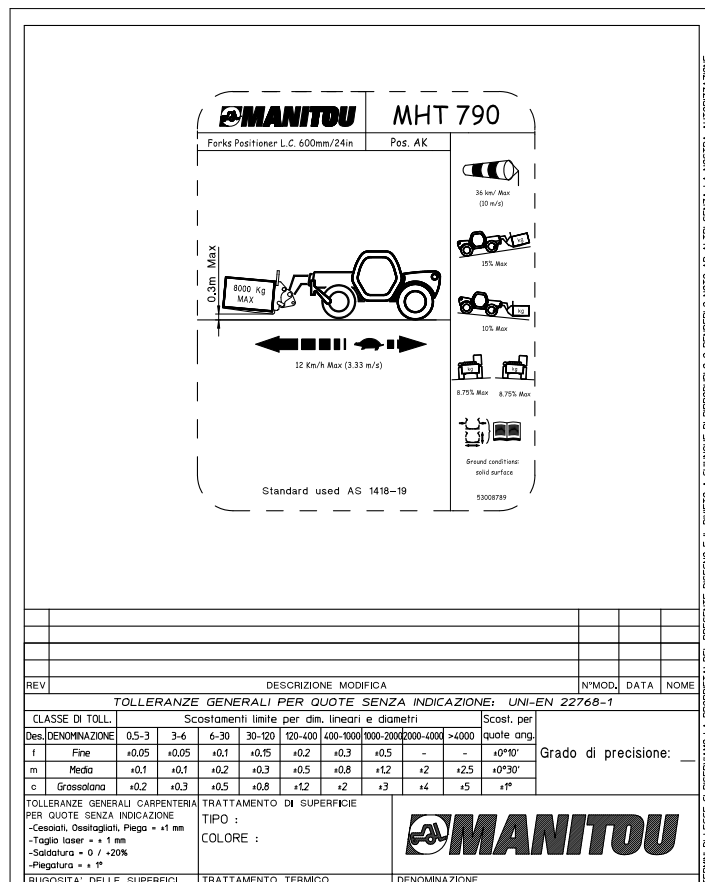 MANITOU
MHT 790
Forks Positioner L.C. 600mm/24in
Pos. AK
36 km/ Max
(10 m/s)
kg
15% Max
kg
10% Max
kg
kg
8.75% Max
8.75% Max
0.3m Max
8000 Kg
MAX
12 Km/h Max (3.33 m/s)
Ground conditions:
solid surface
Standard used AS 1418-19
53008789
REV DESCRIZIONE MODIFICA N°MOD. DATA NOME
TOLLERANZE GENERALI PER QUOTE SENZA INDICAZIONE: UNI-EN 22768-1
CLASSE DI TOLL. Scostamenti limite per dim. lineari e diametri Scost. per
Des. DENOMINAZIONE 0.5-3 3-6 6-30 30-120 120-400 400-1000 1000-2000 2000-4000 >4000 quote ang.
f Fine ±0.05 ±0.05 ±0.1 ±0.15 ±0.2 ±0.3 ±0.5 - - ±0°10'
m Media ±0.1 ±0.1 ±0.2 ±0.3 ±0.5 ±0.8 ±1.2 ±2 ±2.5 ±0°30'
c Grossolana ±0.2 ±0.3 ±0.5 ±0.8 ±1.2 ±2 ±3 ±4 ±5 ±1°
Grado di precisione: __
TOLLERANZE GENERALI CARPENTERIA
PER QUOTE SENZA INDICAZIONE
-Cesoiati, Ossitagliati, Piega = ±1 mm
-Taglio laser = ± 1 mm
-Saldatura = 0 / +20%
-Piegatura = ± 1°
TRATTAMENTO DI SUPERFICIE
TIPO :
COLORE :
MANITOU
RUGOSITA' DELLE SUPERFICI
TRATTAMENTO TERMICO
DENOMINAZIONE